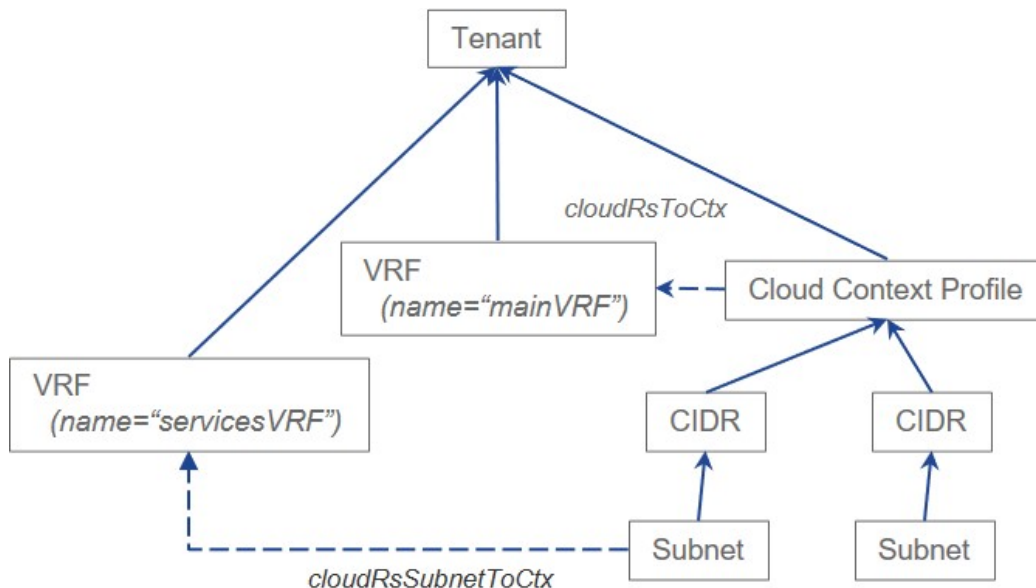 Tenant
cloudRsToCtx
VRF
(name=“mainVRF”)
Cloud Context Profile
VRF
(name=“servicesVRF”)
CIDR
CIDR
Subnet
Subnet
cloudRsSubnetToCtx